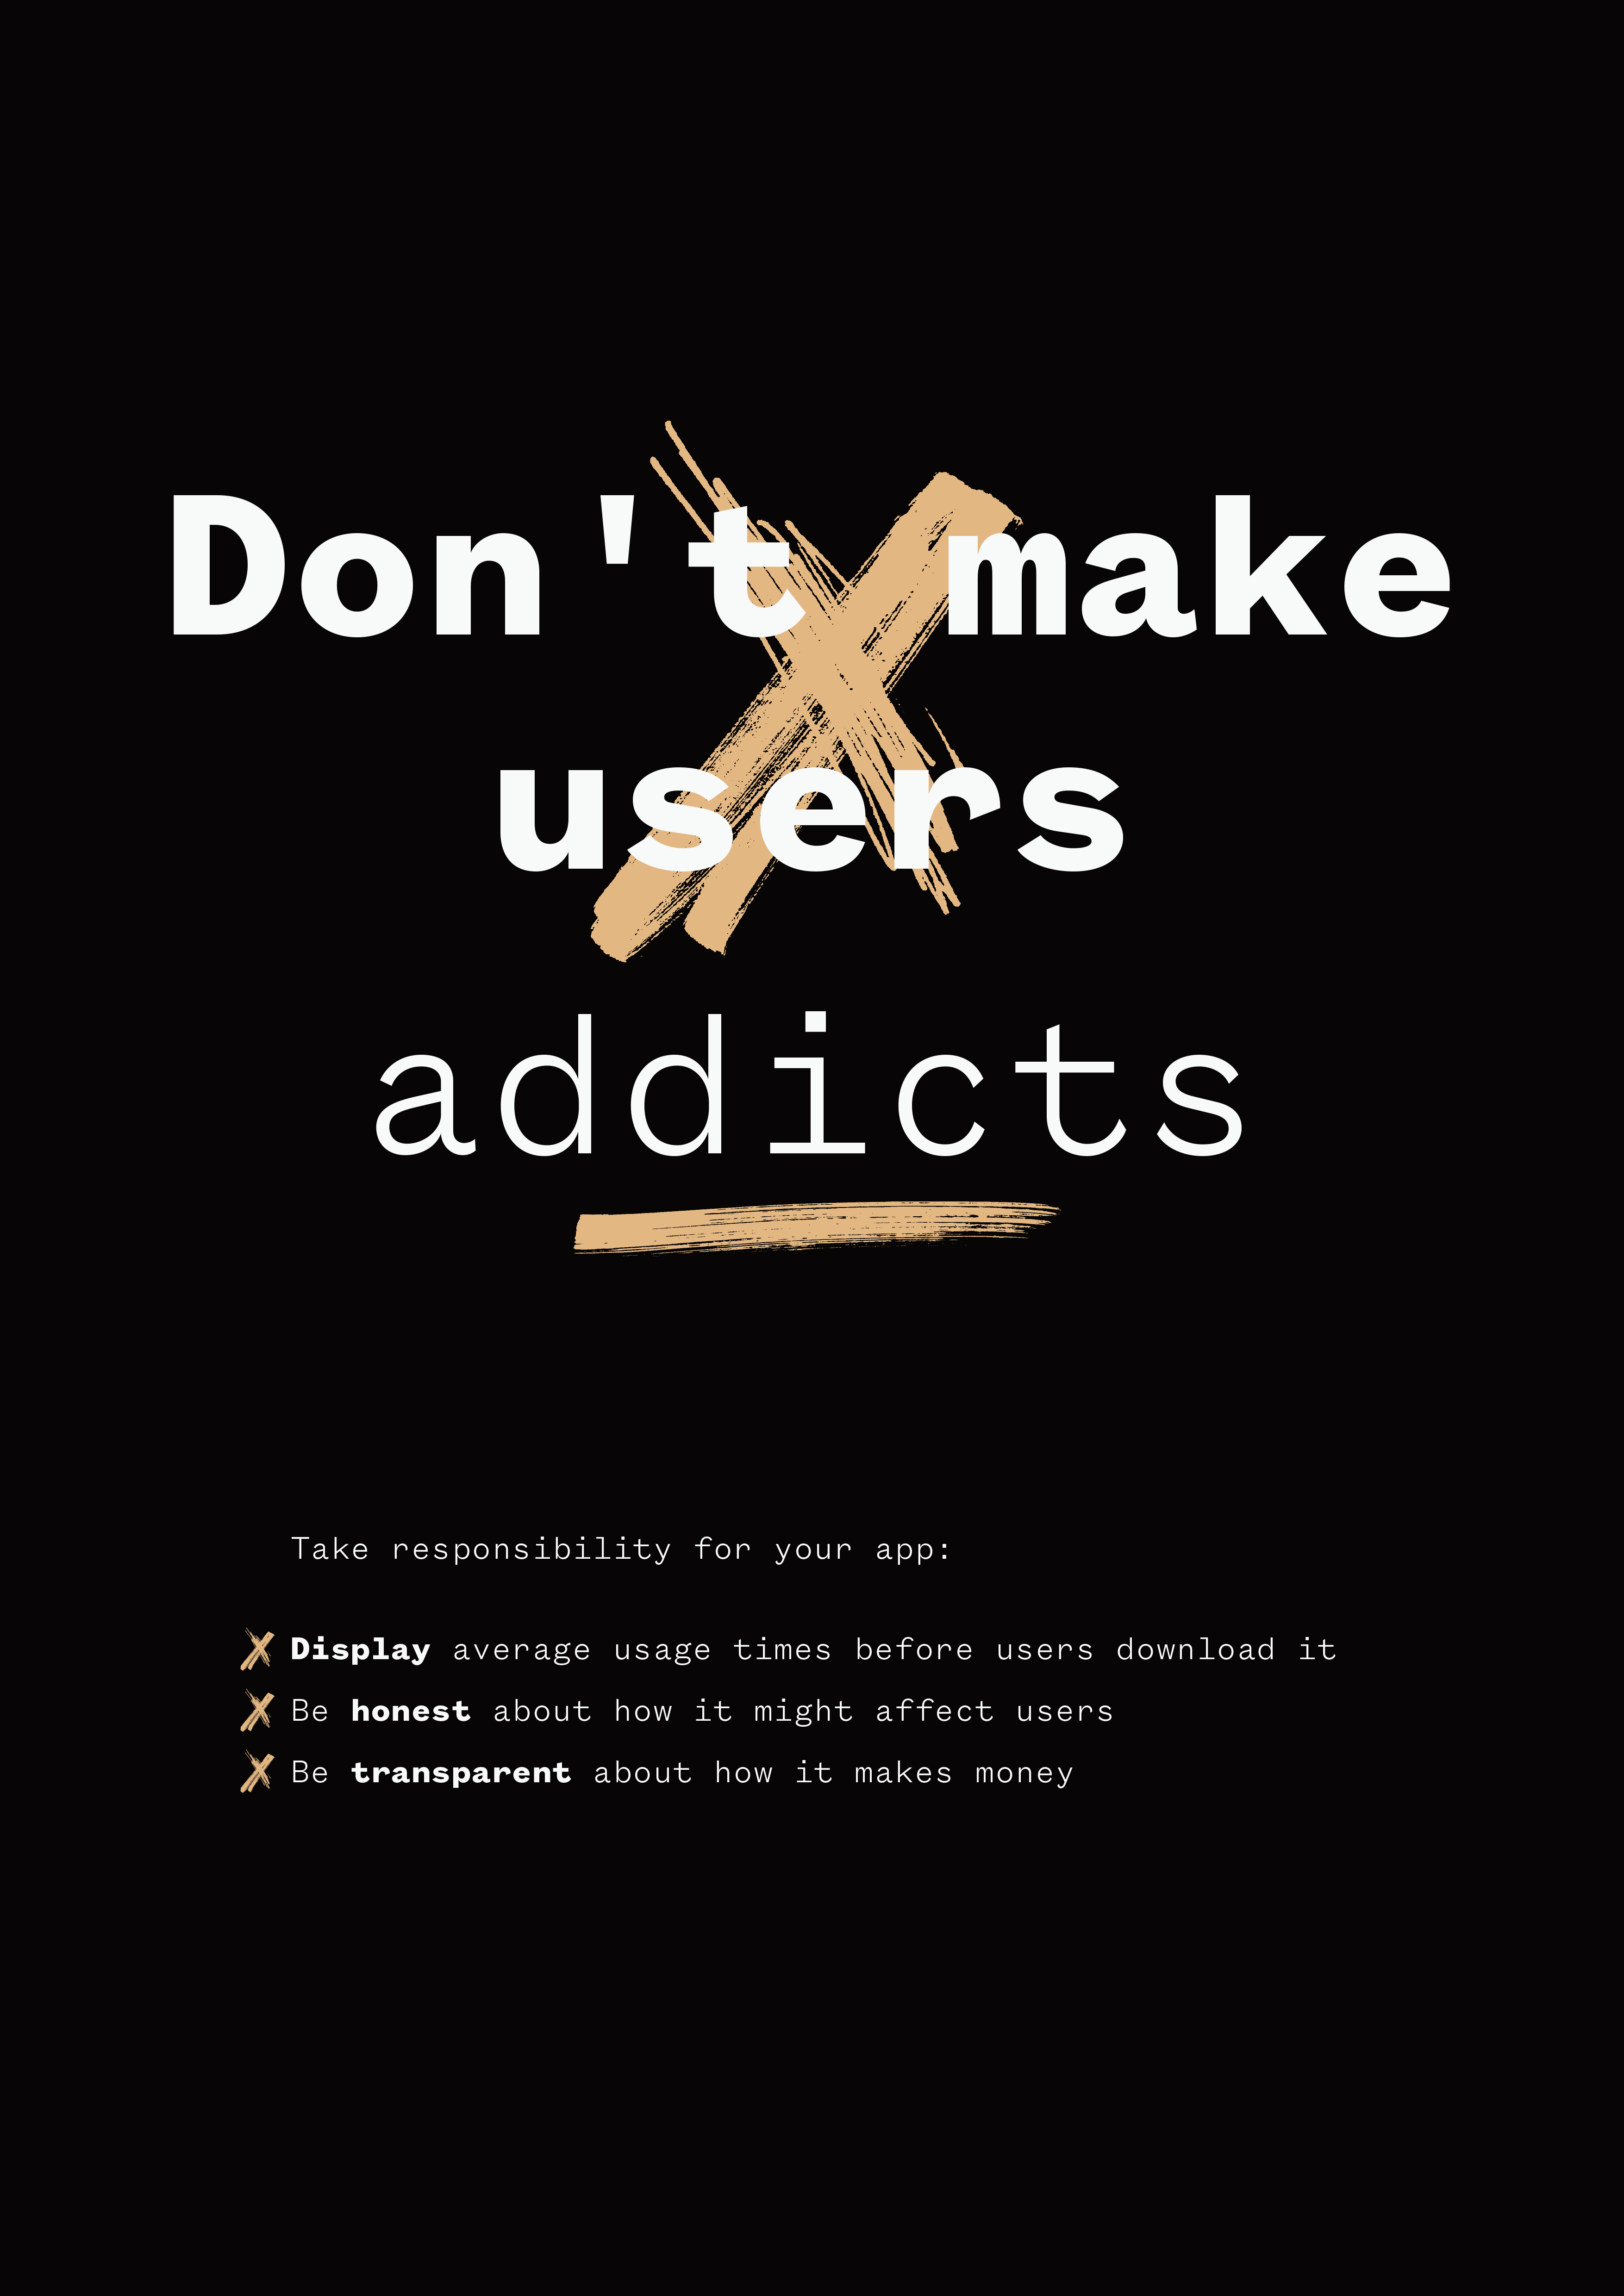 Don't make
users
addicts
Take responsibility for your app:
Display average usage times before users download it
Be honest about how it might affect users
Be transparent about how it makes money